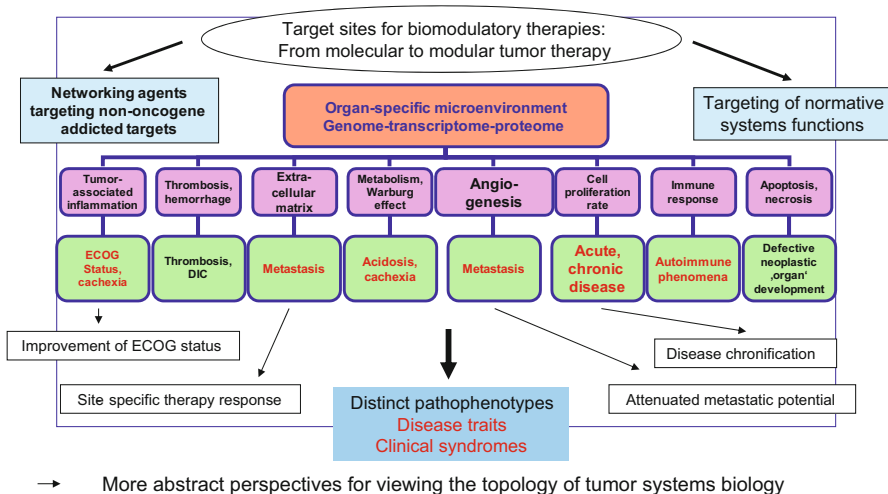 Target sites for biomodulatory therapies:
From molecular to modular tumor therapy
Networking agents
targeting non-oncogene
addicted targets
Organ-specific microenvironment
Genome-transcriptome-proteome
Targeting of normative
systems functions
Tumor-
associated
inflammation
Thrombosis,
hemorrhage
Extra-
cellular
matrix
Metabolism,
Warburg
effect
Angio-
genesis
Cell
proliferation
rate
Immune
response
Apoptosis,
necrosis
ECOG
Status,
cachexia
Thrombosis,
DIC
Metastasis
Acidosis,
cachexia
Metastasis
Acute,
chronic
disease
Autoimmune
phenomena
Defective
neoplastic
‚organ‘
development
Improvement of ECOG status
Disease chronification
Site specific therapy response
Attenuated metastatic potential
Distinct pathophenotypes
Disease traits
Clinical syndromes
→ More abstract perspectives for viewing the topology of tumor systems biology